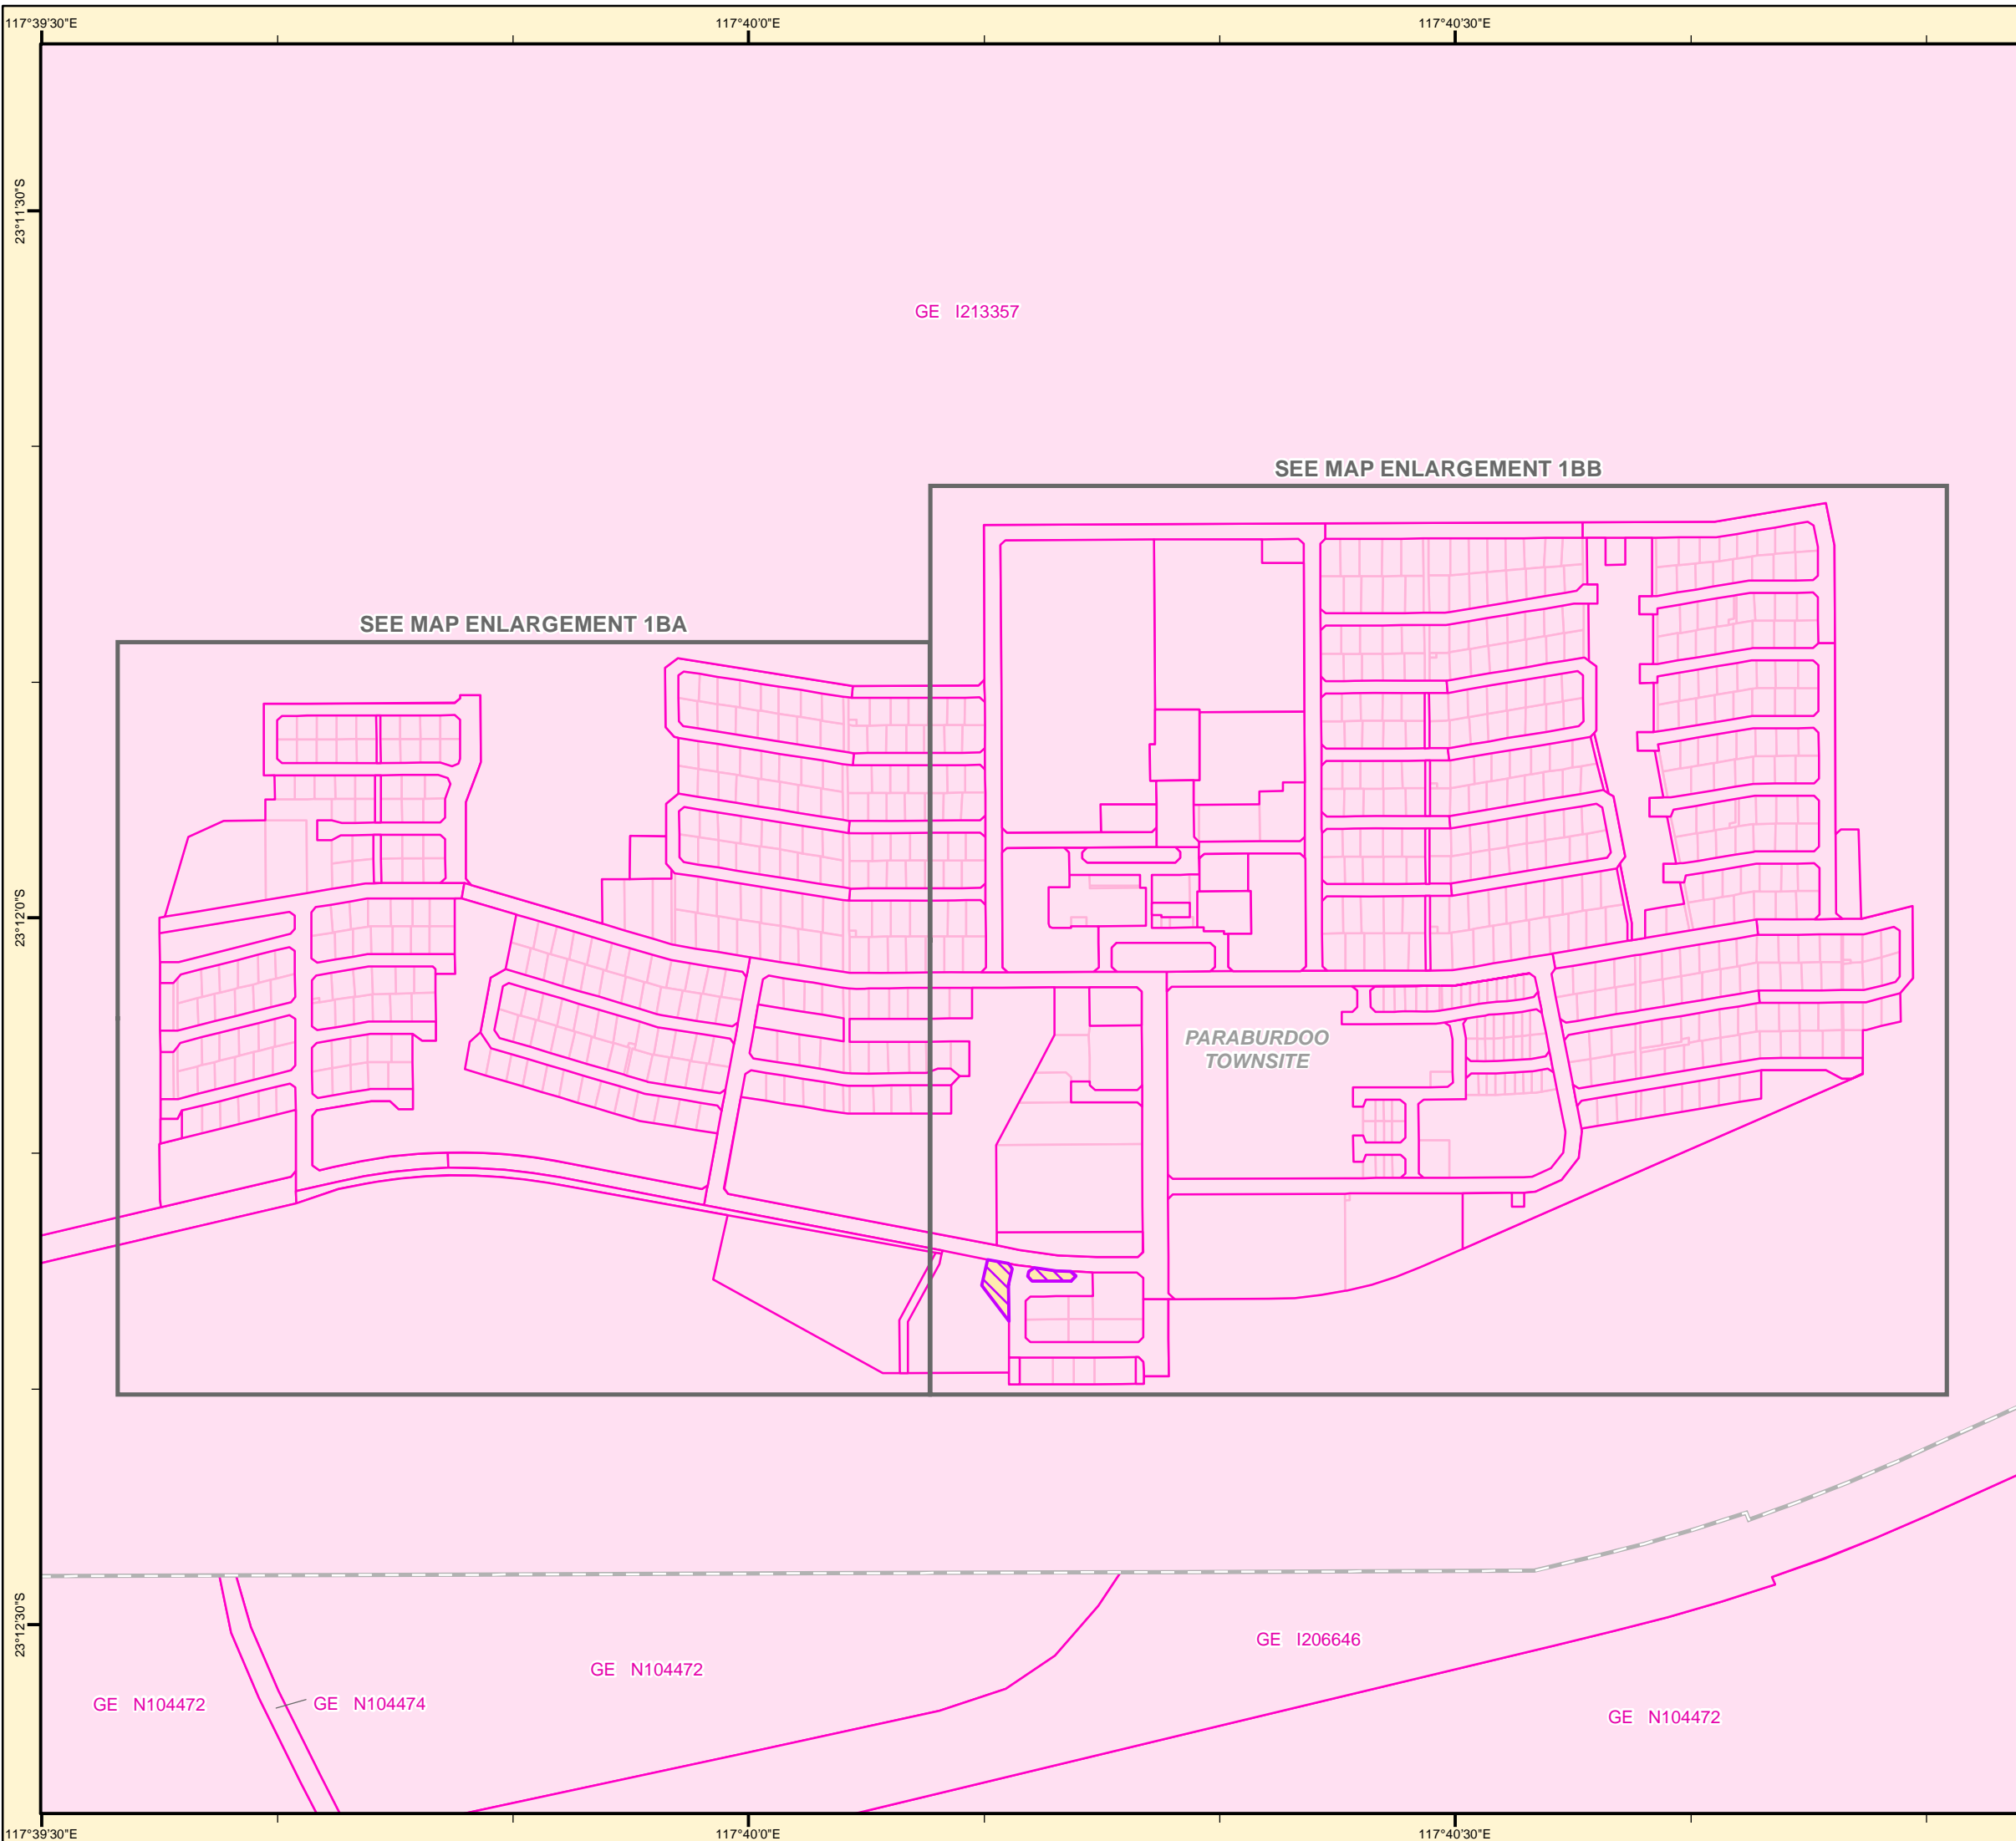 117°39'30"E
117°40'0"E
117°40'30"E
23°11'30"S
GE I213357
SEE MAP ENLARGEMENT 1BB
SEE MAP ENLARGEMENT 1BA
23°12'0"S
PARABURDOO
TOWNSITE
23°12'30"S
GE I206646
GE N104472
GE N104472
GE N104474
GE N104472
117°39'30"E
117°40'0"E
117°40'30"E